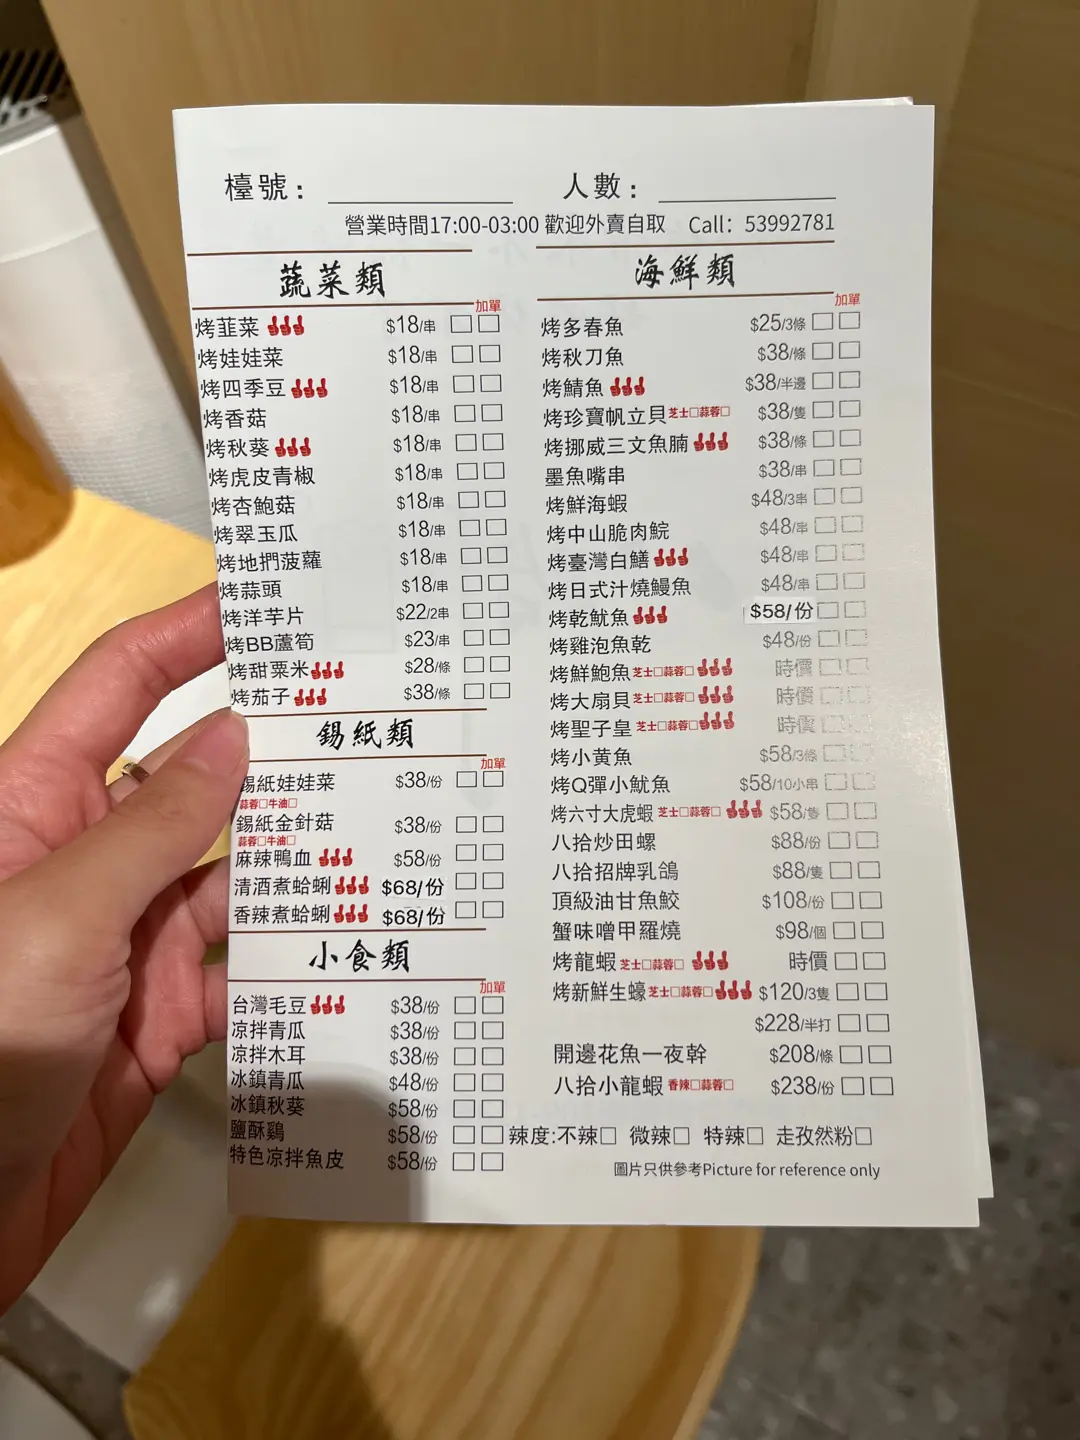 檯號：
人數：
營業時間17:00-03:00 歡迎外賣自取 Call：53992781
蔬菜類
加單
烤韮菜 $18/串
烤娃娃菜 $18/串
烤四季豆 $18/串
烤香菇 $18/串
烤秋葵 $18/串
烤虎皮青椒 $18/串
烤杏鮑菇 $18/串
烤翠玉瓜 $18/串
烤地捫菠蘿 $18/串
烤蒜頭 $18/串
烤洋芋片 $22/2串
烤BB蘆筍 $23/串
烤甜粟米 $28/條
烤茄子 $38/條
錫紙類
加單
錫紙娃娃菜 $38/份
蒜蓉□牛油□
錫紙金針菇 $38/份
蒜蓉□牛油□
麻辣鴨血 $58/份
清酒煮蛤蜊 $68/份
香辣煮蛤蜊 $68/份
小食類
加單
台灣毛豆 $38/份
凉拌青瓜 $38/份
凉拌木耳 $38/份
冰鎮青瓜 $48/份
冰鎮秋葵 $58/份
鹽酥鷄 $58/份
特色凉拌魚皮 $58/份
海鮮類
加單
烤多春魚 $25/3條
烤秋刀魚 $38/條
烤鯖魚 $38/半邊
烤珍寶帆立貝芝士□蒜蓉□ $38/隻
烤挪威三文魚腩 $38/條
墨魚嘴串 $38/串
烤鮮海蝦 $48/3串
烤中山脆肉鯇 $48/串
烤臺灣白鱔 $48/串
烤日式汁燒鰻魚 $48/串
烤乾魷魚 $58/份
烤雞泡魚乾 $48/份
烤鮮鮑魚芝士□蒜蓉□ 時價
烤大扇貝芝士□蒜蓉□ 時價
烤聖子皇芝士□蒜蓉□ 時價
烤小黃魚 $58/3條
烤Q彈小魷魚 $58/10小串
烤六寸大虎蝦芝士□蒜蓉□ $58/隻
八拾炒田螺 $88/份
八拾招牌乳鴿 $88/隻
頂級油甘魚鮫 $108/份
蟹味噌甲羅燒 $98/個
烤龍蝦芝士□蒜蓉□ 時價
烤新鮮生蠔芝士□蒜蓉□ $120/3隻
$228/半打
開邊花魚一夜幹 $208/條
八拾小龍蝦香辣□蒜蓉□ $238/份
辣度:不辣□ 微辣□ 特辣□ 走孜然粉□
圖片只供參考Picture for reference only